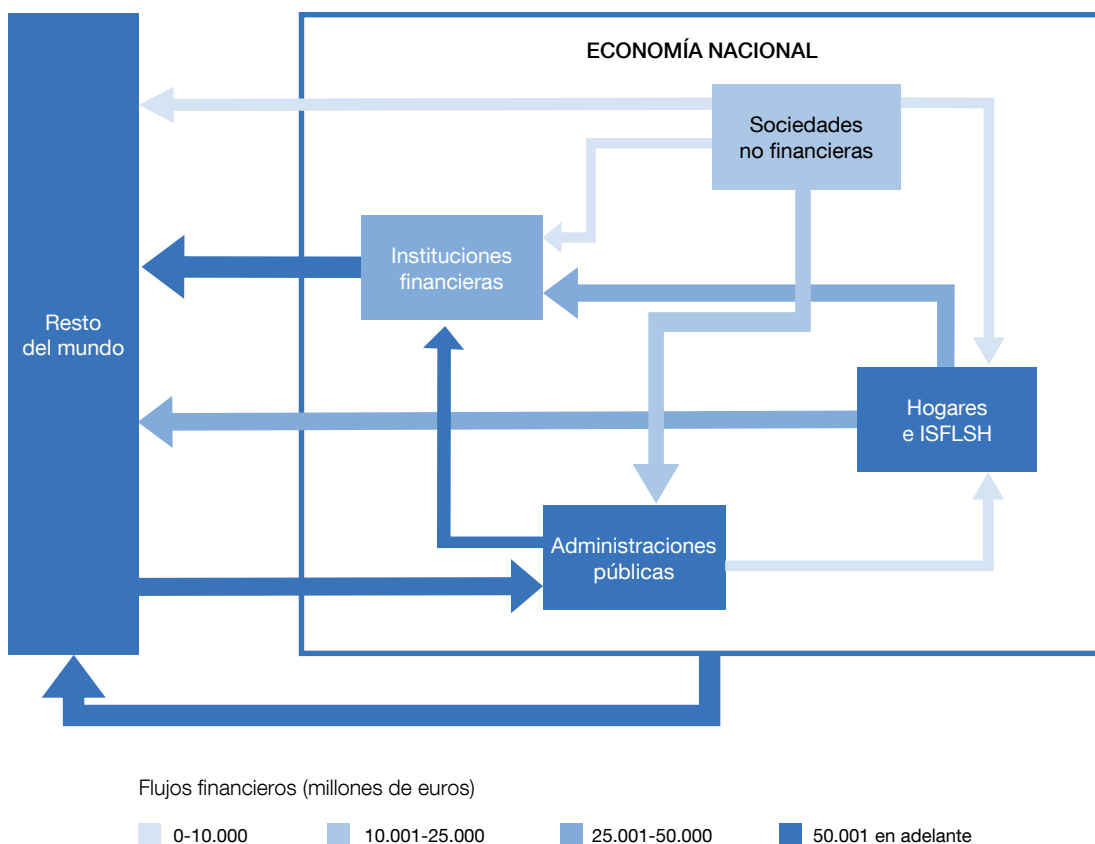 ECONOMÍA NACIONAL
Sociedades
no financieras
Instituciones
financieras
Resto
del mundo
Hogares
e ISFLSH
Administraciones
públicas
Flujos financieros (millones de euros)
0-10.000
10.001-25.000
25.001-50.000
50.001 en adelante